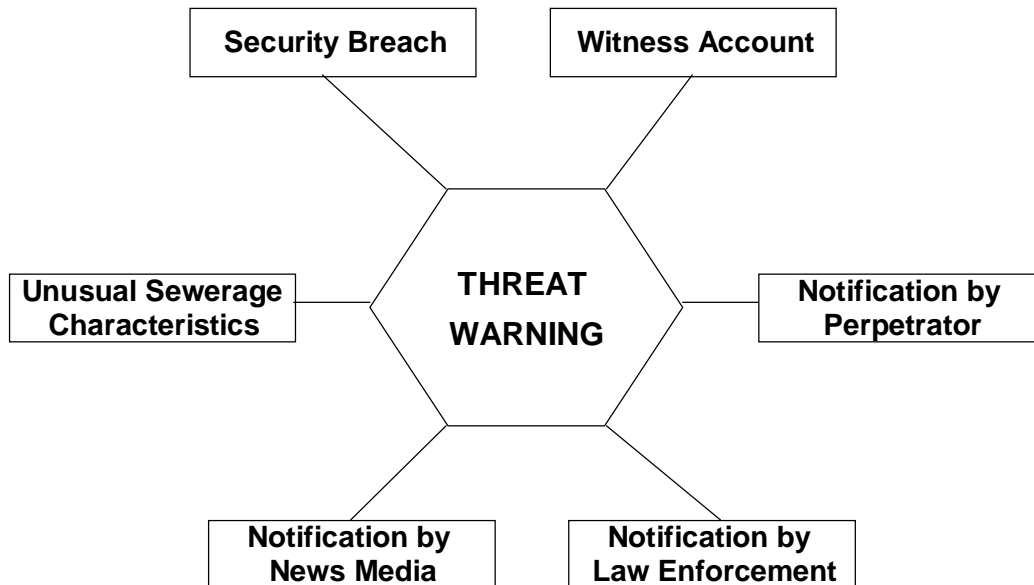 Security Breach
Witness Account
Unusual Sewerage
Characteristics
THREAT
WARNING
Notification by
Perpetrator
Notification by
News Media
Notification by
Law Enforcement